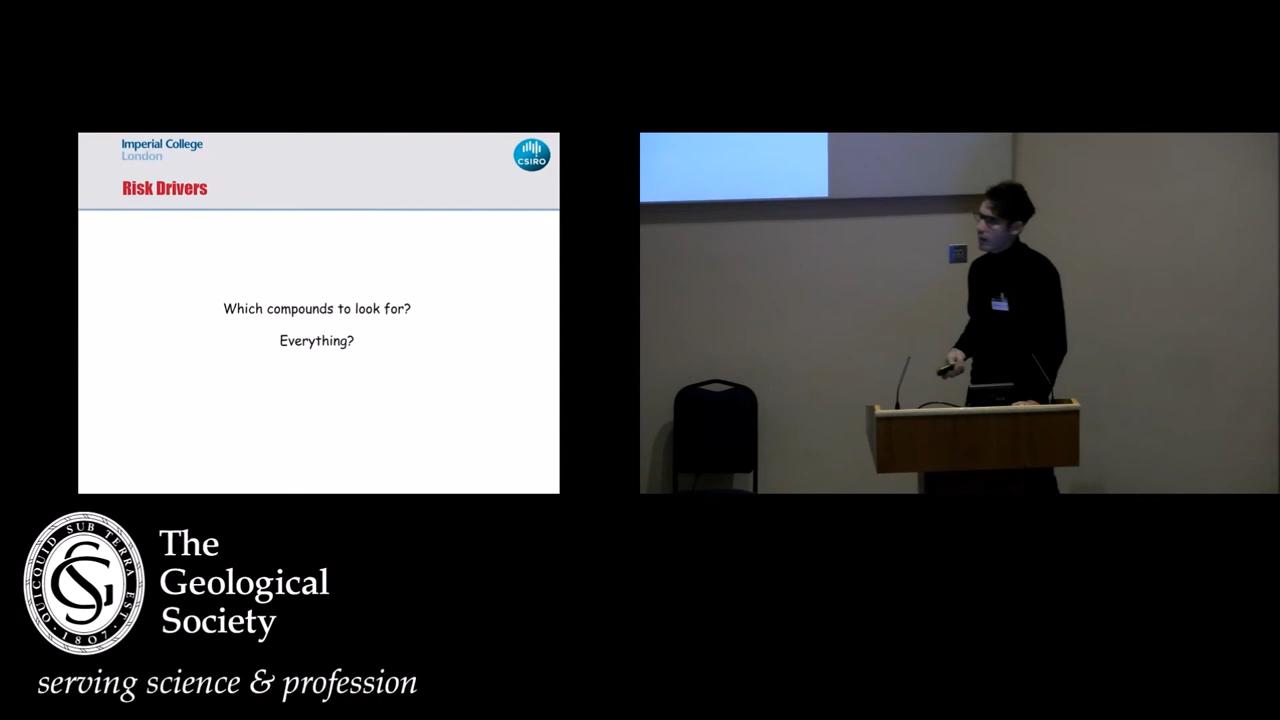 Imperial College
London
CSIRO
Risk Drivers
Which compounds to look for?
Everything?
QUICQUID SUB TERRA EST
1807
The
Geological
Society
serving science & profession